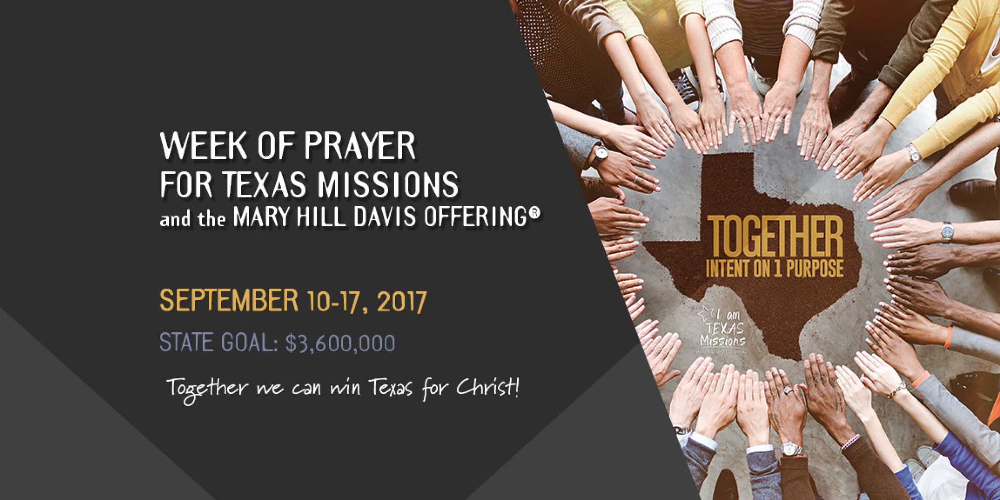 WEEK OF PRAYER
FOR TEXAS MISSIONS
and the MARY HILL DAVIS OFFERING®
SEPTEMBER 10-17, 2017
STATE GOAL: $3,600,000
Together we can win Texas for Christ!
TOGETHER
INTENT ON 1 PURPOSE
I am
TEXAS
Missions